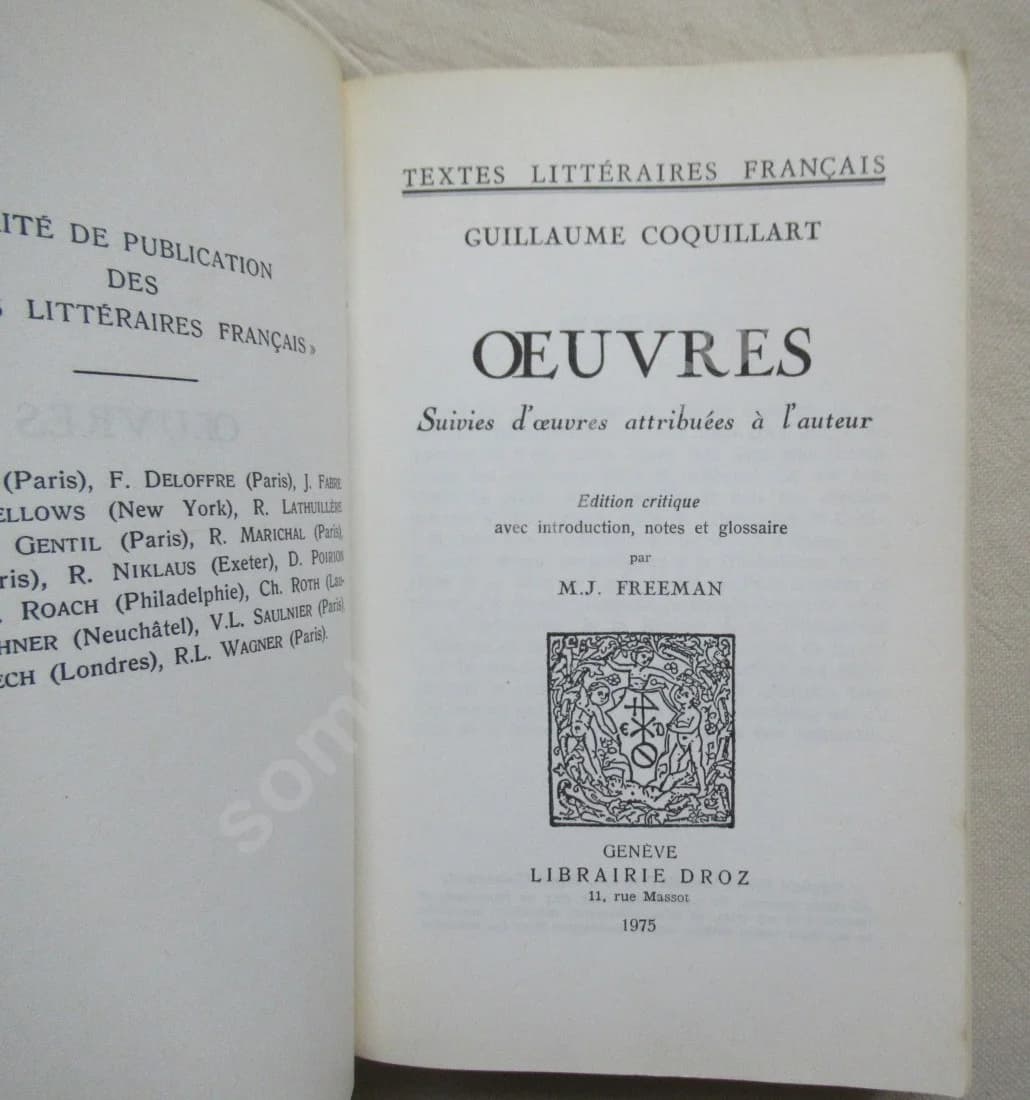 ITÉ DE PUBLICATION
DES
LITTÉRAIRES FRANÇAIS»
(Paris), F. DELOFFRE (Paris), J. FABRE
ELLOWS (New York), R. LATHUILLÈRE
GENTIL (Paris), R. MARICHAL (Paris),
ris), R. NIKLAUS (Exeter), D. POIRION
. ROACH (Philadelphie), Ch. ROTH (Lau-
HNER (Neuchâtel), V.L. SAULNIER (Paris),
ECH (Londres), R.L. WAGNER (Paris).
TEXTES LITTÉRAIRES FRANÇAIS
GUILLAUME COQUILLART
ŒUVRES
Suivies d'œuvres attribuées à l'auteur
Edition critique
avec introduction, notes et glossaire
par
M.J. FREEMAN
GENÈVE
LIBRAIRIE DROZ
11, rue Massot
1975